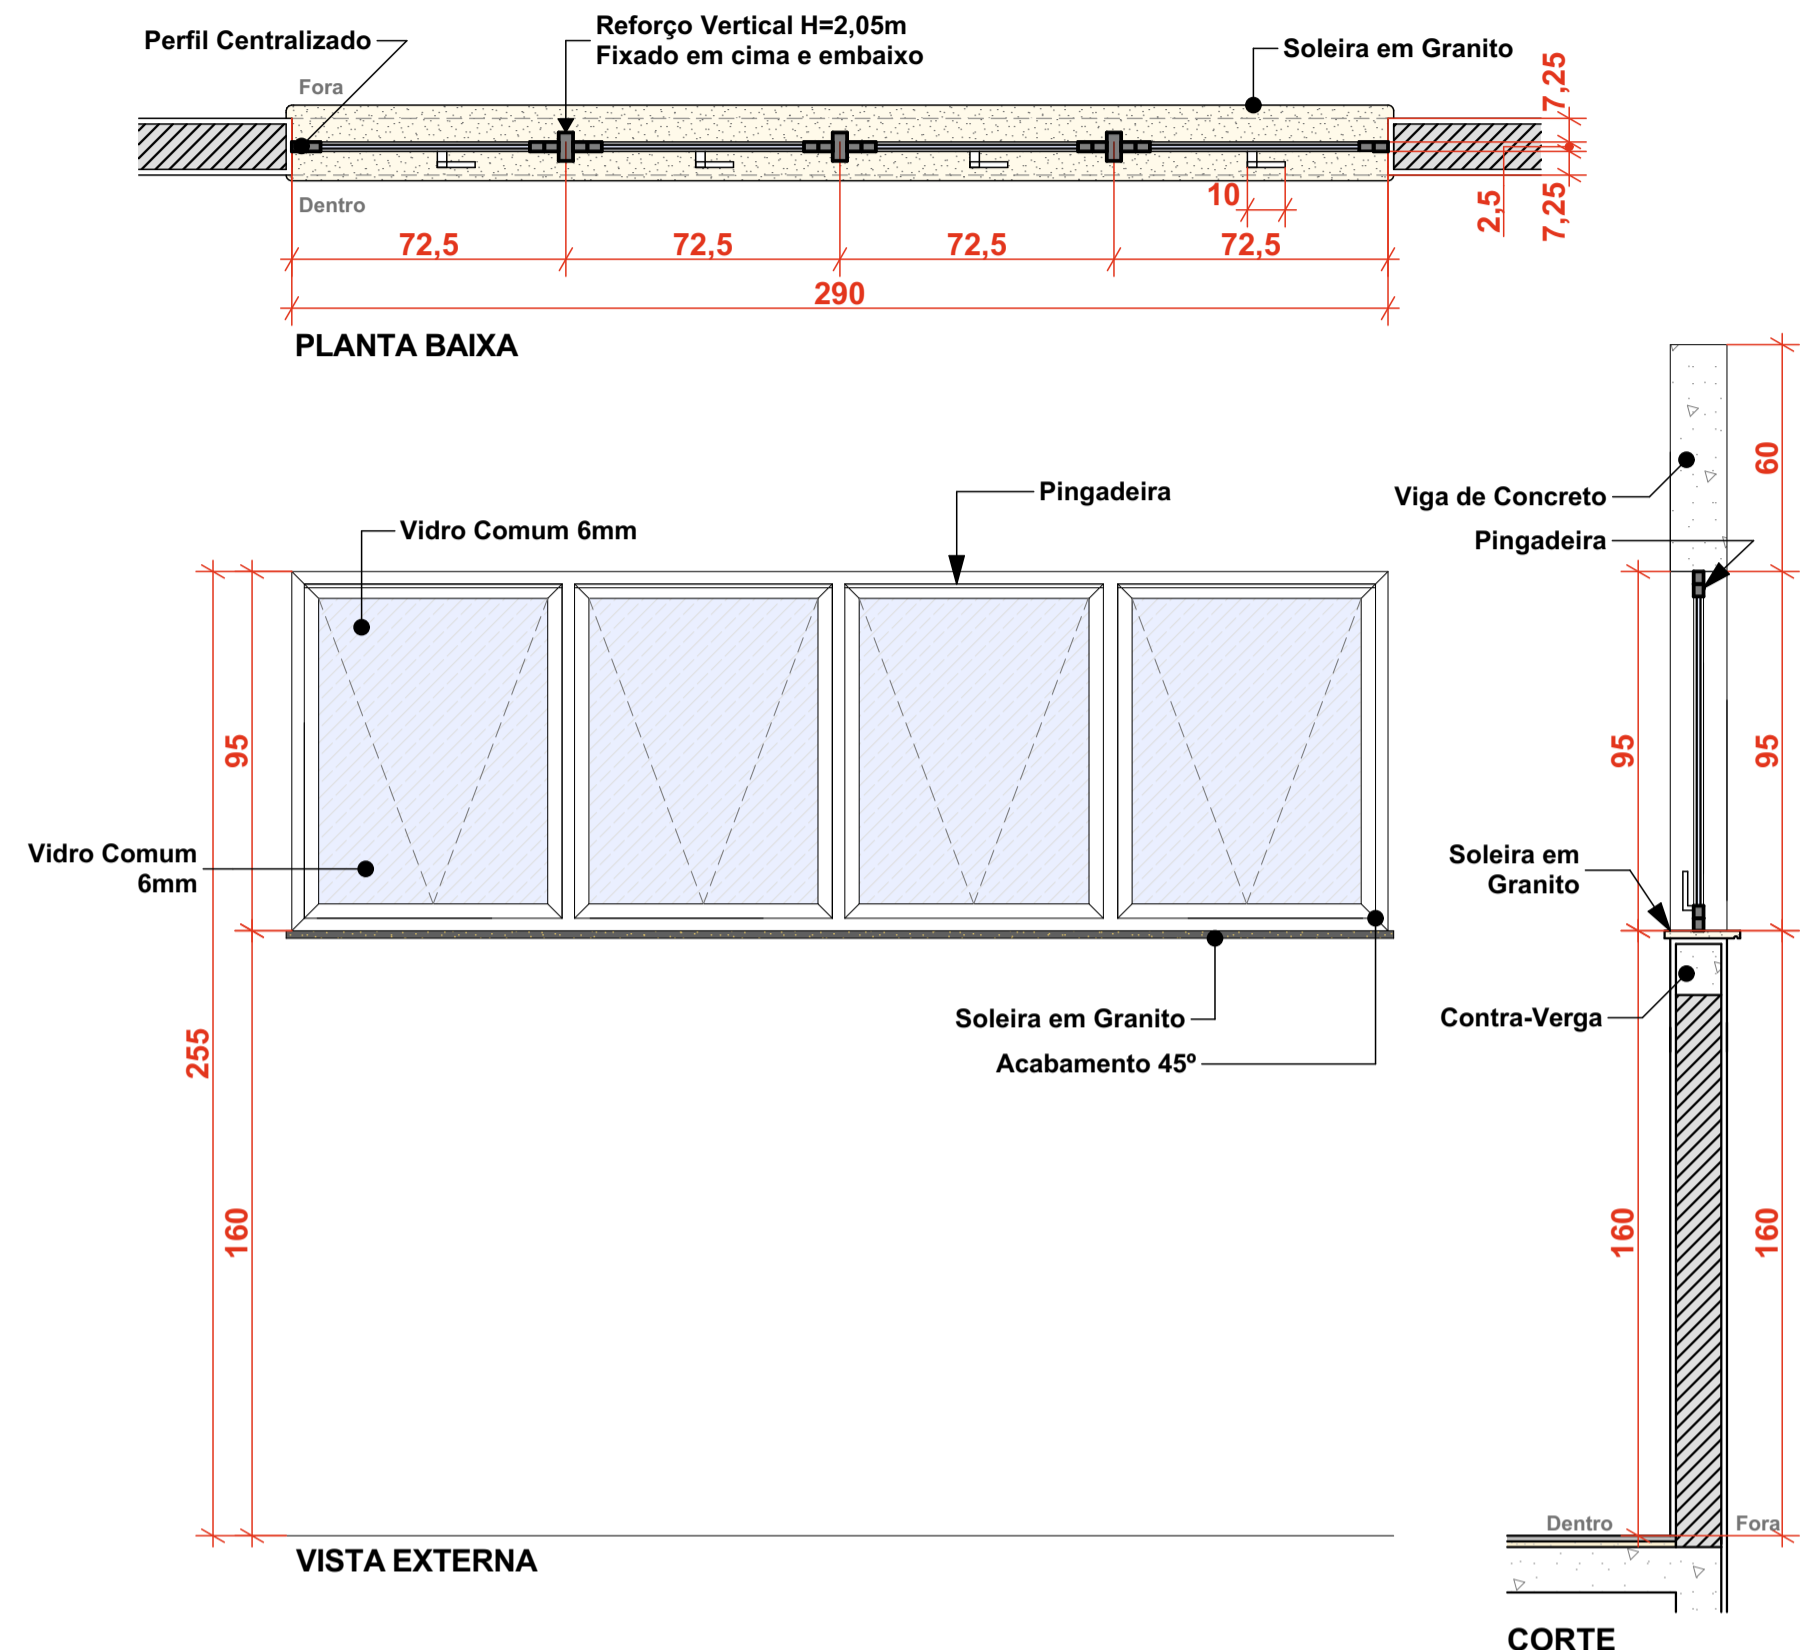 Perfil Centralizado
Reforço Vertical H=2,05m
Fixado em cima e embaixo
Soleira em Granito
Fora
Dentro
7,25
2,5
7,25
10
72,5
72,5
72,5
72,5
290
PLANTA BAIXA
Vidro Comum 6mm
Pingadeira
95
255
160
Vidro Comum
6mm
Soleira em Granito
Acabamento 45º
VISTA EXTERNA
Viga de Concreto
Pingadeira
60
95
95
Soleira em
Granito
Contra-Verga
160
160
Dentro
Fora
CORTE